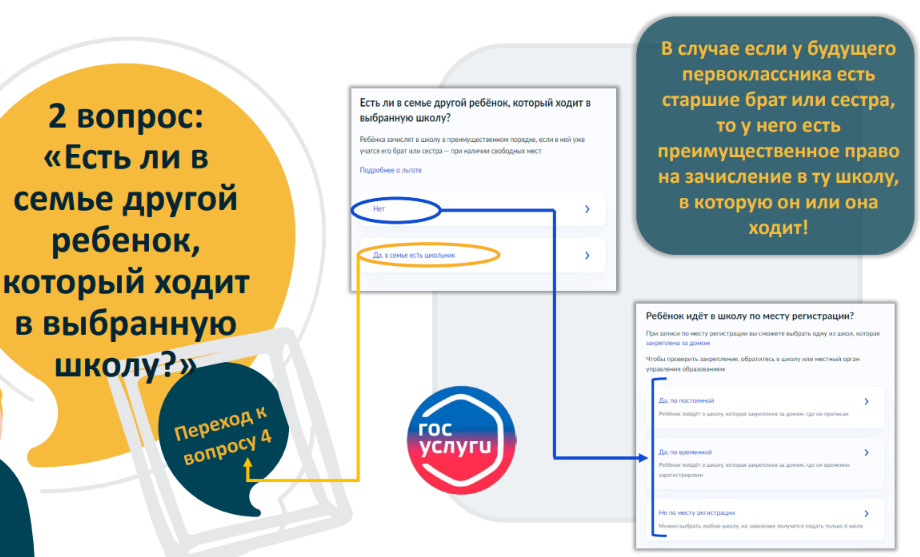 2 вопрос:
«Есть ли в
семье другой
ребенок,
который ходит
в выбранную
школу?»
Переход к
вопросу 4
Есть ли в семье другой ребёнок, который ходит в
выбранную школу?
Ребёнка зачислят в школу в преимущественном порядке, если в ней уже
учатся его брат или сестра — при наличии свободных мест
Подробнее о льготе
Нет
Да, в семье есть школьник
гос
услуги
В случае если у будущего
первоклассника есть
старшие брат или сестра,
то у него есть
преимущественное право
на зачисление в ту школу,
в которую он или она
ходит!
Ребёнок идёт в школу по месту регистрации?
При записи по месту регистрации вы сможете выбрать одну из школ, которая
закреплена за домом
Чтобы проверить закрепление, обратитесь в школу или местный орган
управления образованием
Да, по постоянной
Ребёнок пойдёт в школу, которая закреплена за домом, где он прописан
Да, по временной
Ребёнок пойдёт в школу, которая закреплена за домом, где он временно
зарегистрирован
Не по месту регистрации
Можно выбрать любую школу, но заявление получится подать только 6 июля